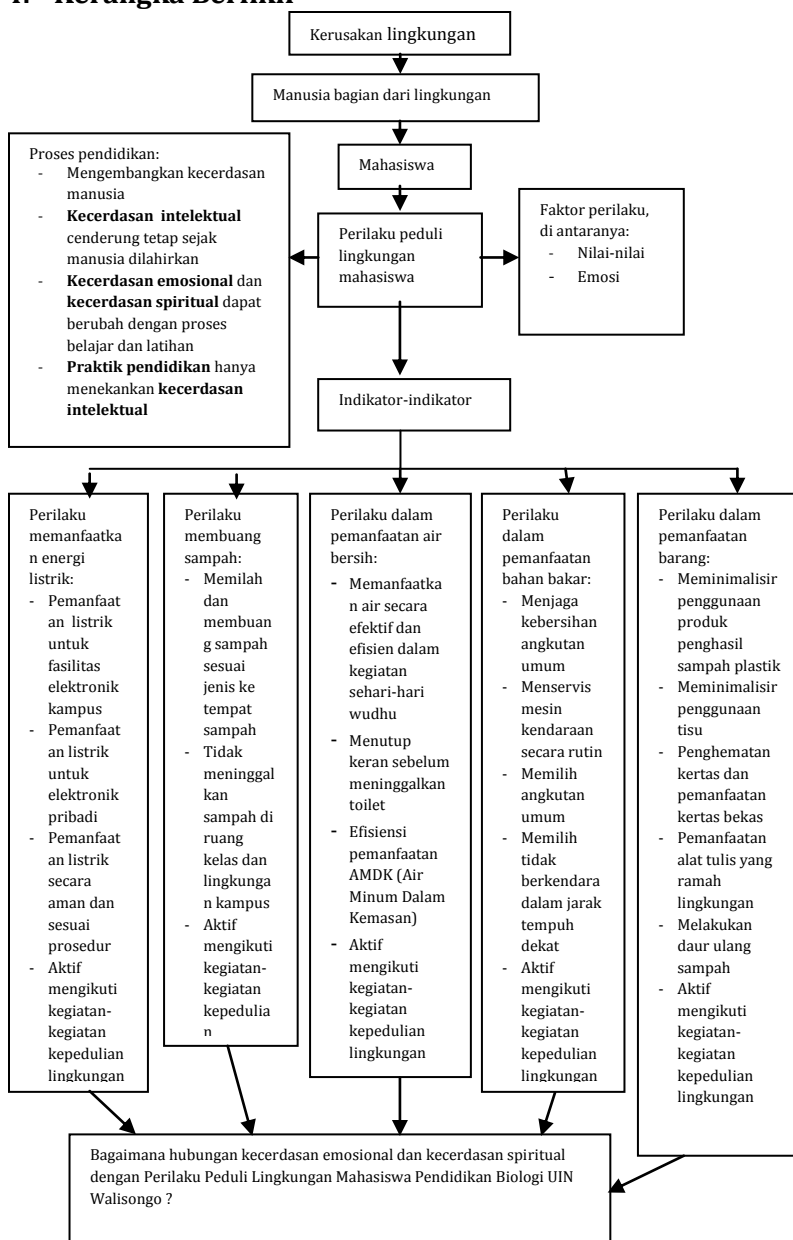 Kerusakan lingkungan
Manusia bagian dari lingkungan
Mahasiswa
Proses pendidikan:
- Mengembangkan kecerdasan
manusia
- Kecerdasan intelektual
cenderung tetap sejak
manusia dilahirkan
- Kecerdasan emosional dan
kecerdasan spiritual dapat
berubah dengan proses
belajar dan latihan
- Praktik pendidikan hanya
menekankan kecerdasan
intelektual
Perilaku peduli
lingkungan
mahasiswa
Faktor perilaku,
di antaranya:
- Nilai-nilai
- Emosi
Indikator-indikator
Perilaku
memanfaatka
n energi
listrik:
- Pemanfaat
an listrik
untuk
fasilitas
elektronik
kampus
- Pemanfaat
an listrik
untuk
elektronik
pribadi
- Pemanfaat
an listrik
secara
aman dan
sesuai
prosedur
- Aktif
mengikuti
kegiatan-
kegiatan
kepedulian
lingkungan
Perilaku
membuang
sampah:
- Memilah
dan
membuan
g sampah
sesuai
jenis ke
tempat
sampah
- Tidak
meninggal
kan
sampah di
ruang
kelas dan
lingkunga
n kampus
- Aktif
mengikuti
kegiatan-
kegiatan
kepedulia
n
Perilaku dalam
pemanfaatan air
bersih:
- Memanfaatka
n air secara
efektif dan
efisien dalam
kegiatan
sehari-hari
wudhu
- Menutup
keran sebelum
meninggalkan
toilet
- Efisiensi
pemanfaatan
AMDK (Air
Minum Dalam
Kemasan)
- Aktif
mengikuti
kegiatan-
kegiatan
kepedulian
lingkungan
Perilaku
dalam
pemanfaatan
bahan bakar:
- Menjaga
kebersihan
angkutan
umum
- Menservis
mesin
kendaraan
secara rutin
- Memilih
angkutan
umum
- Memilih
tidak
berkendara
dalam jarak
tempuh
dekat
- Aktif
mengikuti
kegiatan-
kegiatan
kepedulian
lingkungan
Perilaku dalam
pemanfaatan
barang:
- Meminimalisir
penggunaan
produk
penghasil
sampah plastik
- Meminimalisir
penggunaan
tisu
- Penghematan
kertas dan
pemanfaatan
kertas bekas
- Pemanfaatan
alat tulis yang
ramah
lingkungan
- Melakukan
daur ulang
sampah
- Aktif
mengikuti
kegiatan-
kegiatan
kepedulian
lingkungan
Bagaimana hubungan kecerdasan emosional dan kecerdasan spiritual
dengan Perilaku Peduli Lingkungan Mahasiswa Pendidikan Biologi UIN
Walisongo ?